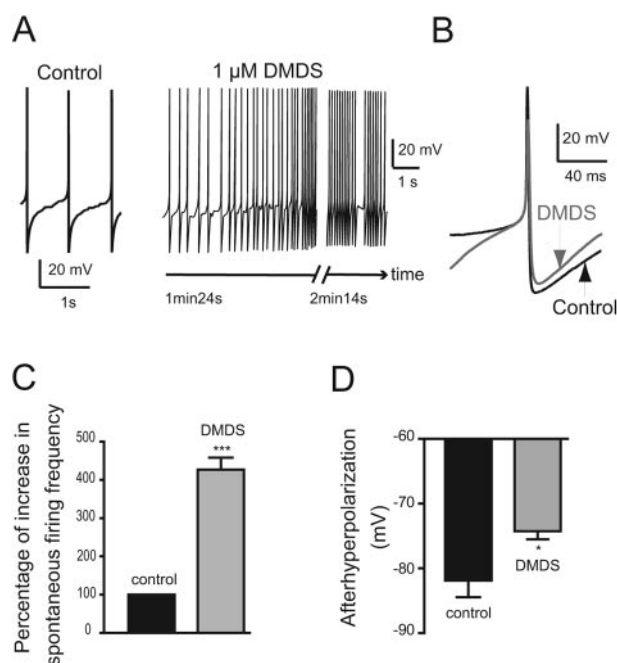 A
Control
20 mV
1s
1 µM DMDS
20 mV
1 s
time
1min24s
2min14s
B
20 mV
40 ms
DMDS
Control
C
Percentage of increase in
spontaneous firing frequency
500
400
300
200
100
0
control
DMDS
***
D
Afterhyperpolarization
(mV)
-60
-70
-80
-90
control
*
DMDS